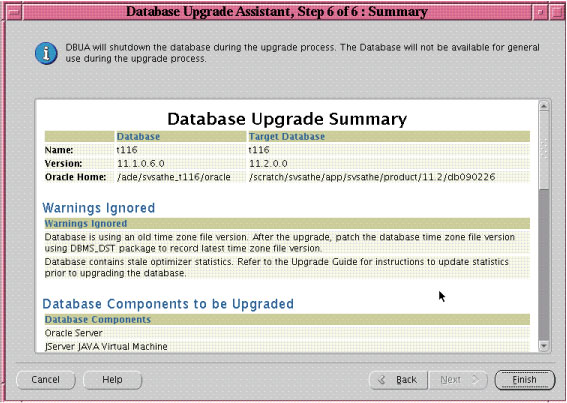 Database Upgrade Assistant, Step 6 of 6 : Summary
DBUA will shutdown the database during the upgrade process. The Database will not be available for general
use during the upgrade process.
Database Upgrade Summary
Database Target Database
Name: t116 t116
Version: 11.1.0.6.0 11.2.0.0
Oracle Home: /ade/svsathe_t116/oracle /scratch/svsathe/app/svsathe/product/11.2/db090226
Warnings Ignored
Warnings Ignored
Database is using an old time zone file version. After the upgrade, patch the database time zone file version
using DBMS_DST package to record latest time zone file version.
Database contains stale optimizer statistics. Refer to the Upgrade Guide for instructions to update statistics
prior to upgrading the database.
Database Components to be Upgraded
Database Components
Oracle Server
JServer JAVA Virtual Machine
Cancel Help Back Next Finish